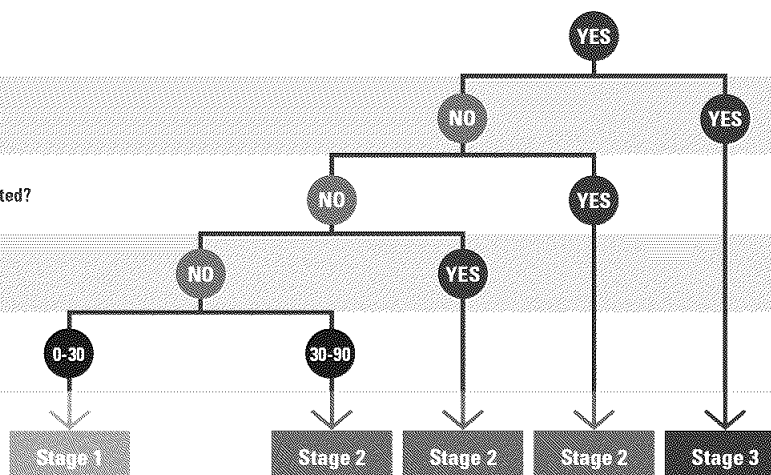 YES
NO YES
ted?
NO YES
NO YES
0-30 30-90
Stage 1 Stage 2 Stage 2 Stage 2 Stage 3